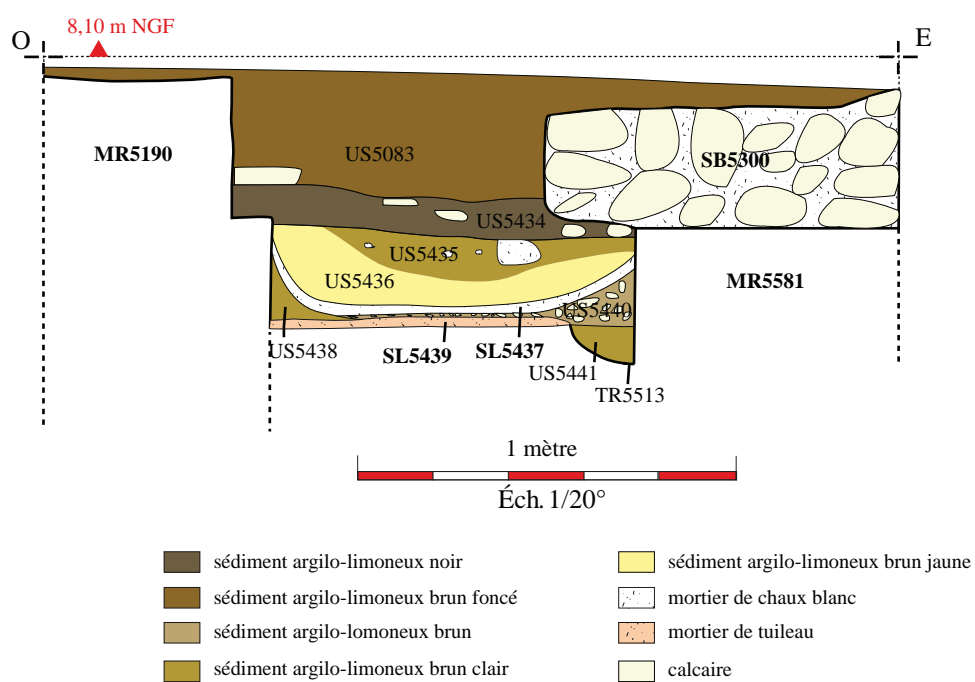 8,10 m NGF
O
E
MR5190
US5083
SB5300
US5434
US5435
US5436
MR5581
US5440
US5438
SL5439
SL5437
US5441
TR5513
1 mètre
Éch. 1/20°
sédiment argilo-limoneux noir
sédiment argilo-limoneux brun foncé
sédiment argilo-lomoneux brun
sédiment argilo-limoneux brun clair
sédiment argilo-limoneux brun jaune
mortier de chaux blanc
mortier de tuileau
calcaire